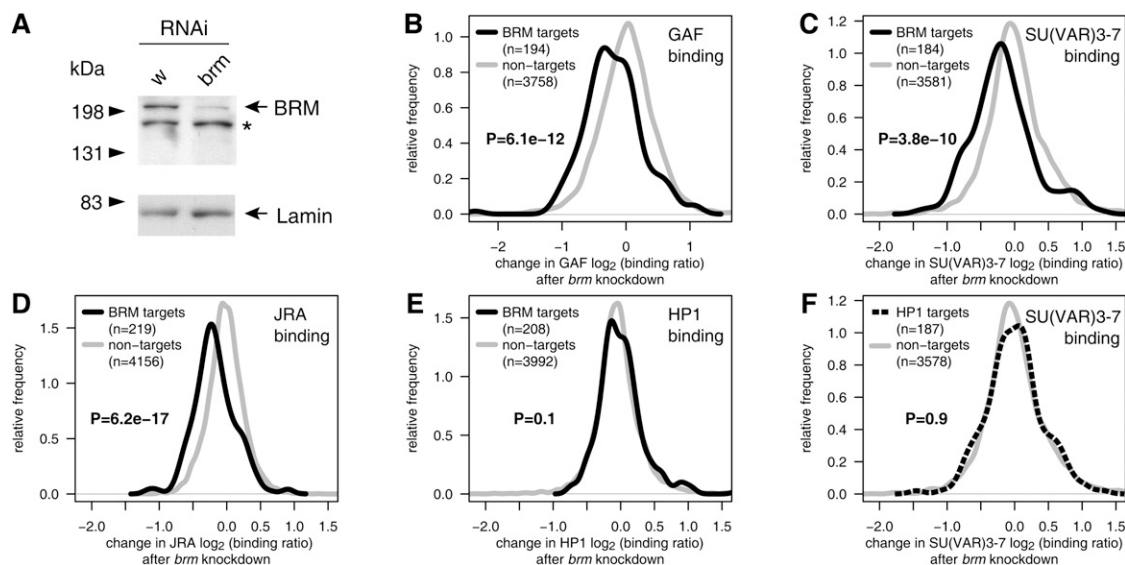 A
RNAi
kDa
w
brm
198
BRM
*
131
83
Lamin
B
relative frequency
1.0
0.8
0.6
0.4
0.2
0.0
BRM targets
(n=194)
non-targets
(n=3758)
GAF
binding
P=6.1e−12
−2
−1
0
1
change in GAF log2 (binding ratio)
after brm knockdown
C
relative frequency
1.2
1.0
0.8
0.6
0.4
0.2
0.0
BRM targets
(n=184)
non-targets
(n=3581)
SU(VAR)3-7
binding
P=3.8e−10
−2.0
−1.0
0.0
0.5
1.0
1.5
change in SU(VAR)3-7 log2 (binding ratio)
after brm knockdown
D
relative frequency
1.5
1.0
0.5
0.0
BRM targets
(n=219)
non-targets
(n=4156)
JRA
binding
P=6.2e−17
−2.0
−1.0
0.0
0.5
1.0
1.5
change in JRA log2 (binding ratio)
after brm knockdown
E
relative frequency
1.5
1.0
0.5
0.0
BRM targets
(n=208)
non-targets
(n=3992)
HP1
binding
P=0.1
−2.0
−1.0
0.0
0.5
1.0
1.5
change in HP1 log2 (binding ratio)
after brm knockdown
F
relative frequency
1.2
1.0
0.8
0.6
0.4
0.2
0.0
HP1 targets
(n=187)
non-targets
(n=3578)
SU(VAR)3-7
binding
P=0.9
−2.0
−1.0
0.0
0.5
1.0
1.5
change in SU(VAR)3-7 log2 (binding ratio)
after brm knockdown